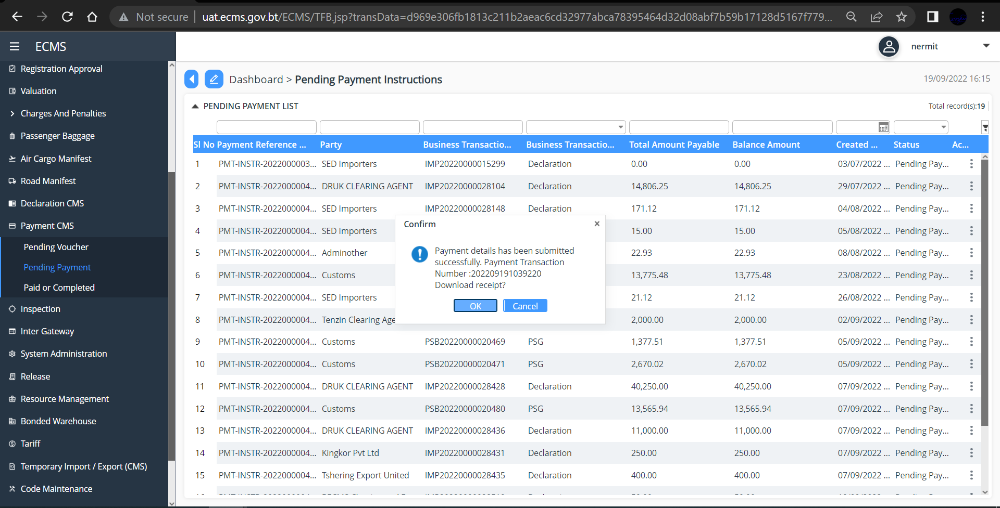 Not secure
uat.ecms.gov.bt/ECMS/TFB.jsp?transData=d969e306fb1813c211b2aeac6cd32977abca78395464d32d08abf7b59b17128d5167f779...
ECMS
nermit
Registration Approval
Valuation
Charges And Penalties
Passenger Baggage
Air Cargo Manifest
Road Manifest
Declaration CMS
Payment CMS
Pending Voucher
Pending Payment
Paid or Completed
Inspection
Inter Gateway
System Administration
Release
Resource Management
Bonded Warehouse
Tariff
Temporary Import / Export (CMS)
Code Maintenance
Dashboard > Pending Payment Instructions
19/09/2022 16:15
PENDING PAYMENT LIST
Total record(s):19
Sl No Payment Reference ... Party Business Transactio... Business Transactio... Total Amount Payable Balance Amount Created ... Status Ac...
1 PMT-INSTR-2022000003... SED Importers IMP20220000015299 Declaration 0.00 0.00 03/07/2022 ... Pending Pay...
2 PMT-INSTR-2022000004... DRUK CLEARING AGENT IMP20220000028104 Declaration 14,806.25 14,806.25 29/07/2022 ... Pending Pay...
3 PMT-INSTR-2022000004... SED Importers IMP20220000028148 Declaration 171.12 171.12 04/08/2022 ... Pending Pay...
4 PMT-INSTR-2022000004... SED Importers 15.00 15.00 05/08/2022 ... Pending Pay...
5 PMT-INSTR-2022000004... Adminother 22.93 22.93 08/08/2022 ... Pending Pay...
6 PMT-INSTR-2022000004... Customs 13,775.48 13,775.48 23/08/2022 ... Pending Pay...
7 PMT-INSTR-2022000004... SED Importers 21.12 21.12 26/08/2022 ... Pending Pay...
8 PMT-INSTR-2022000004... Tenzin Clearing Age 2,000.00 2,000.00 02/09/2022 ... Pending Pay...
9 PMT-INSTR-2022000004... Customs PSB20220000020469 PSG 1,377.51 1,377.51 05/09/2022 ... Pending Pay...
10 PMT-INSTR-2022000004... Customs PSB20220000020471 PSG 2,670.02 2,670.02 05/09/2022 ... Pending Pay...
11 PMT-INSTR-2022000004... DRUK CLEARING AGENT IMP20220000028428 Declaration 40,250.00 40,250.00 07/09/2022 ... Pending Pay...
12 PMT-INSTR-2022000004... Customs PSB20220000020480 PSG 13,565.94 13,565.94 07/09/2022 ... Pending Pay...
13 PMT-INSTR-2022000004... DRUK CLEARING AGENT IMP20220000028436 Declaration 11,000.00 11,000.00 07/09/2022 ... Pending Pay...
14 PMT-INSTR-2022000004... Kingkor Pvt Ltd IMP20220000028431 Declaration 250.00 250.00 07/09/2022 ... Pending Pay...
15 PMT-INSTR-2022000004... Tshering Export United IMP20220000028435 Declaration 400.00 400.00 07/09/2022 ... Pending Pay...
Confirm
Payment details has been submitted
successfully. Payment Transaction
Number :202209191039220
Download receipt?
OK
Cancel